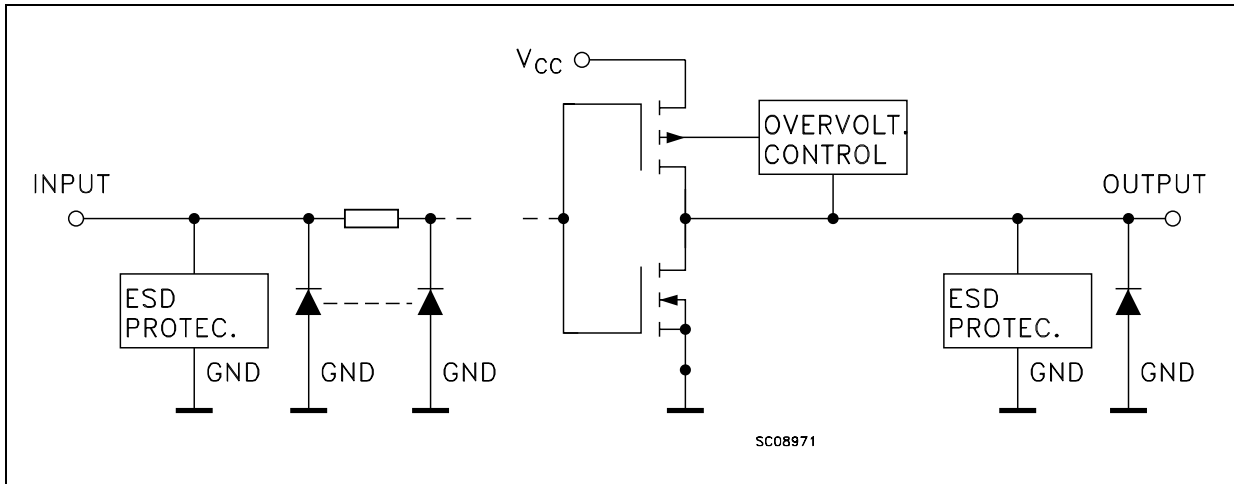 VCC
OVERVOLT.
CONTROL
INPUT
OUTPUT
ESD
PROTEC.
ESD
PROTEC.
GND
GND
GND
GND
GND
SC08971